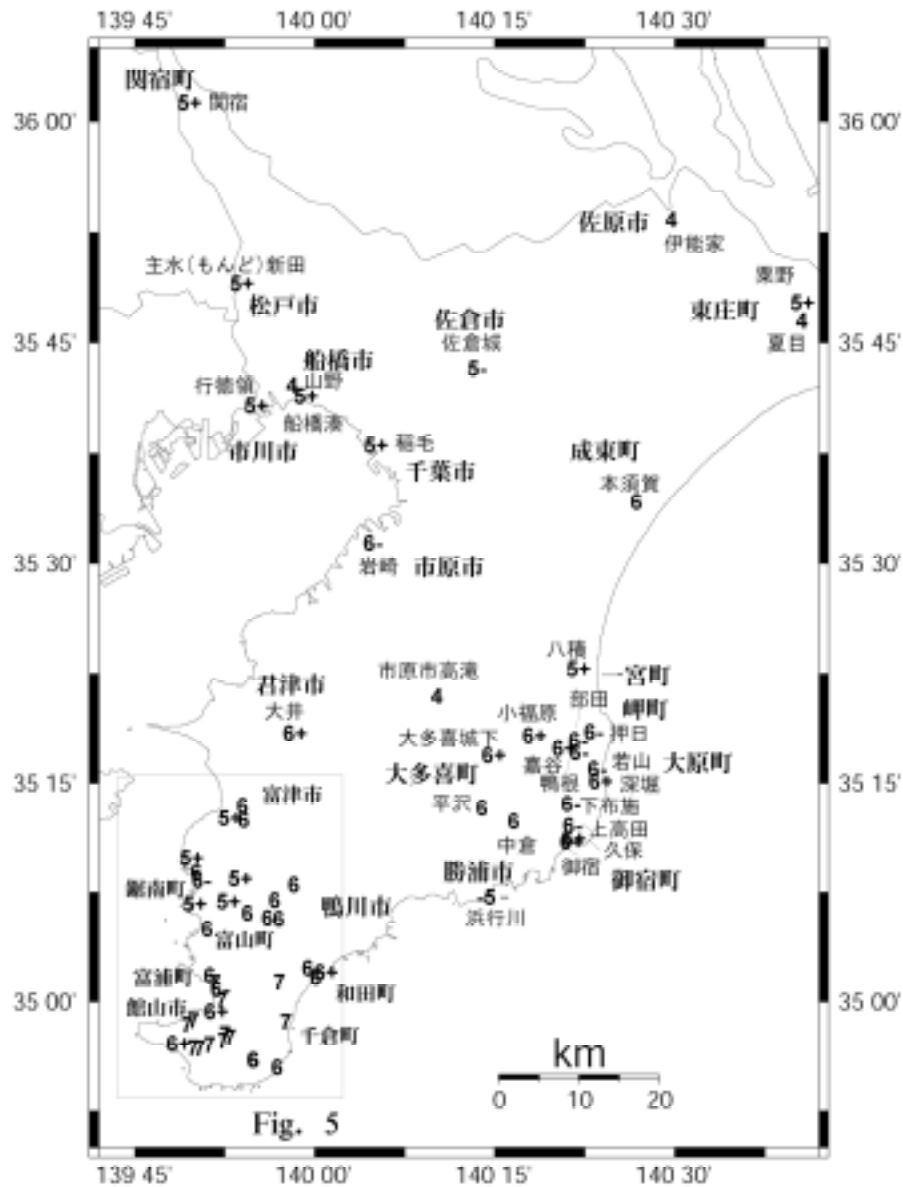 139 45' 140 00' 140 15' 140 30'
関宿町
5+ 関宿
36 00' 36 00'
佐原市 4
伊能家
主水(もんど)新田
5+
松戸市
粟野
5+
東庄町
4
夏目
佐倉市
佐倉城
5-
35 45' 35 45'
船橋市
行徳領 4 山野
5+ 5+
船橋湊
市川市
5+ 稲毛
千葉市
成東町
本須賀
6
6-
岩崎 市原市
35 30' 35 30'
八積
5+ 一宮町
君津市
大井
6+
市原市高滝
4
部田
岬町
小福原
6+
6- 押日
大多喜城下
6+
大多喜町
嘉谷
若山 大原町
鴨根
深堀
35 15' 35 15'
富津市
平沢 6
6
中倉
6- 下布施
上高田
久保
御宿 御宿町
勝浦市
-5-
浜行川
鋸南町
鴨川市
富山町
富浦町
和田町
35 00' 35 00'
館山市
千倉町
km
0 10 20
Fig. 5
139 45' 140 00' 140 15' 140 30'